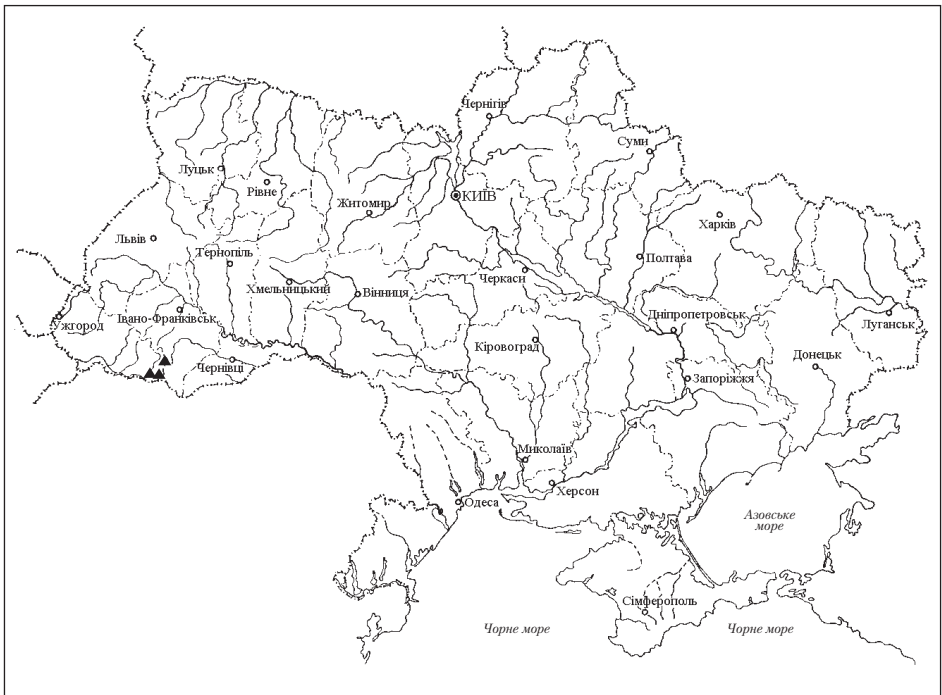 Чернігів
Суми
Луцьк
Рівне
Житомир
КИЇВ
Харків
Львів
Тернопіль
Полтава
Хмельницький
Вінниця
Черкаси
Ужгород
Івано-Франківськ
Дніпропетровськ
Луганськ
Кіровоград
Донецьк
Чернівці
Запоріжжя
Миколаїв
Херсон
Одеса
Азовське
море
Сімферополь
Чорне море
Чорне море